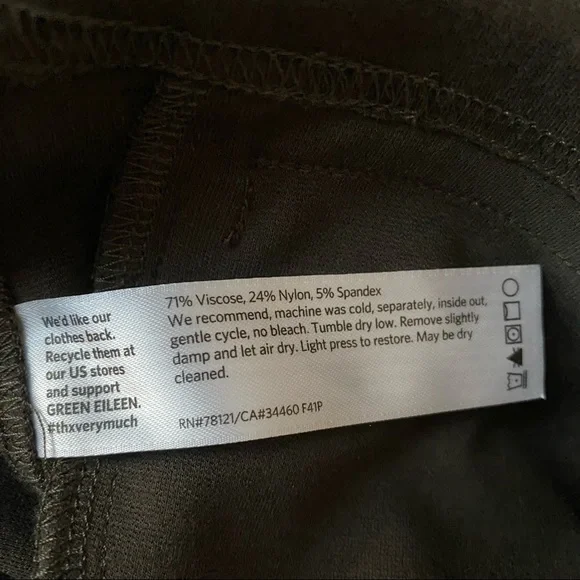 We'd like our
clothes back.
Recycle them at
our US stores
and support
GREEN EILEEN.
#thxverymuch
71% Viscose, 24% Nylon, 5% Spandex
We recommend, machine was cold, separately, inside out,
gentle cycle, no bleach. Tumble dry low. Remove slightly
damp and let air dry. Light press to restore. May be dry
cleaned.
RN#78121/CA#34460 F41P